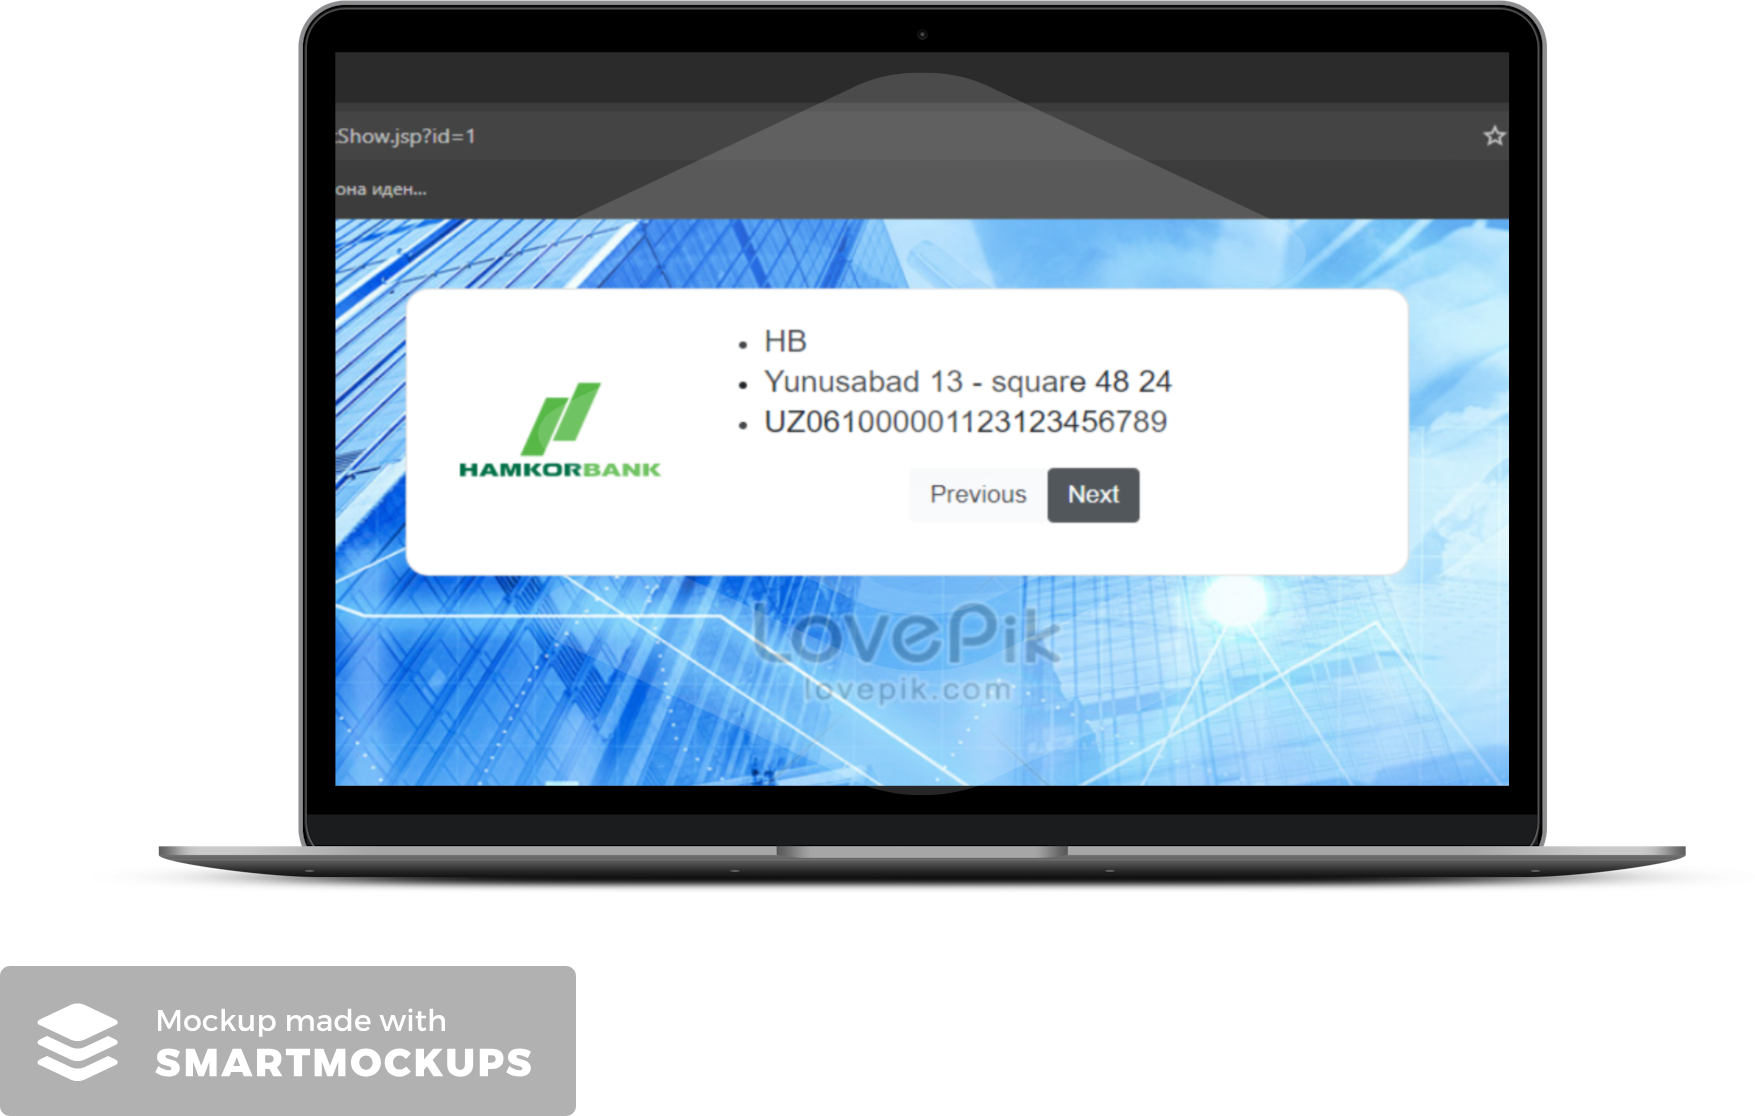 :Show.jsp?id=1
она иден...
• HB
• Yunusabad 13 - square 48 24
• UZ061000001123123456789
HAMKORBANK
Previous
Next
LovePik
lovepik.com
Mockup made with
SMARTMOCKUPS